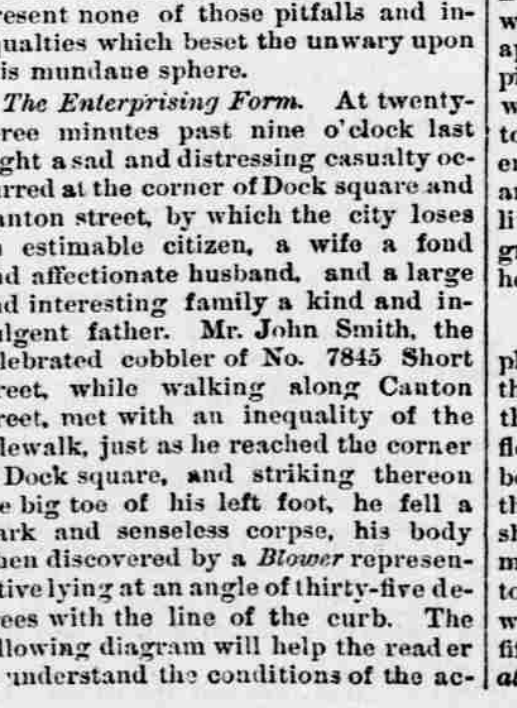 resent none of those pitfalls and in-
qualties which beset the unwary upon
is mundane sphere.
The Enterprising Form. At twenty-
ree minutes past nine o'clock last
ght a sad and distressing casualty oc-
rred at the corner of Dock square and
anton street, by which the city loses
estimable citizen, a wife a fond
nd affectionate husband, and a large
nd interesting family a kind and in-
ulgent father. Mr. John Smith, the
lebrated cobbler of No. 7845 Short
reet, while walking along Canton
reet, met with an inequality of the
dewalk, just as he reached the corner
Dock square, and striking thereon
e big toe of his left foot, he fell a
ark and senseless corpse, his body
hen discovered by a Blower represen-
tive lying at an angle of thirty-five de-
ees with the line of the curb. The
llowing diagram will help the reader
understand the conditions of the ac-